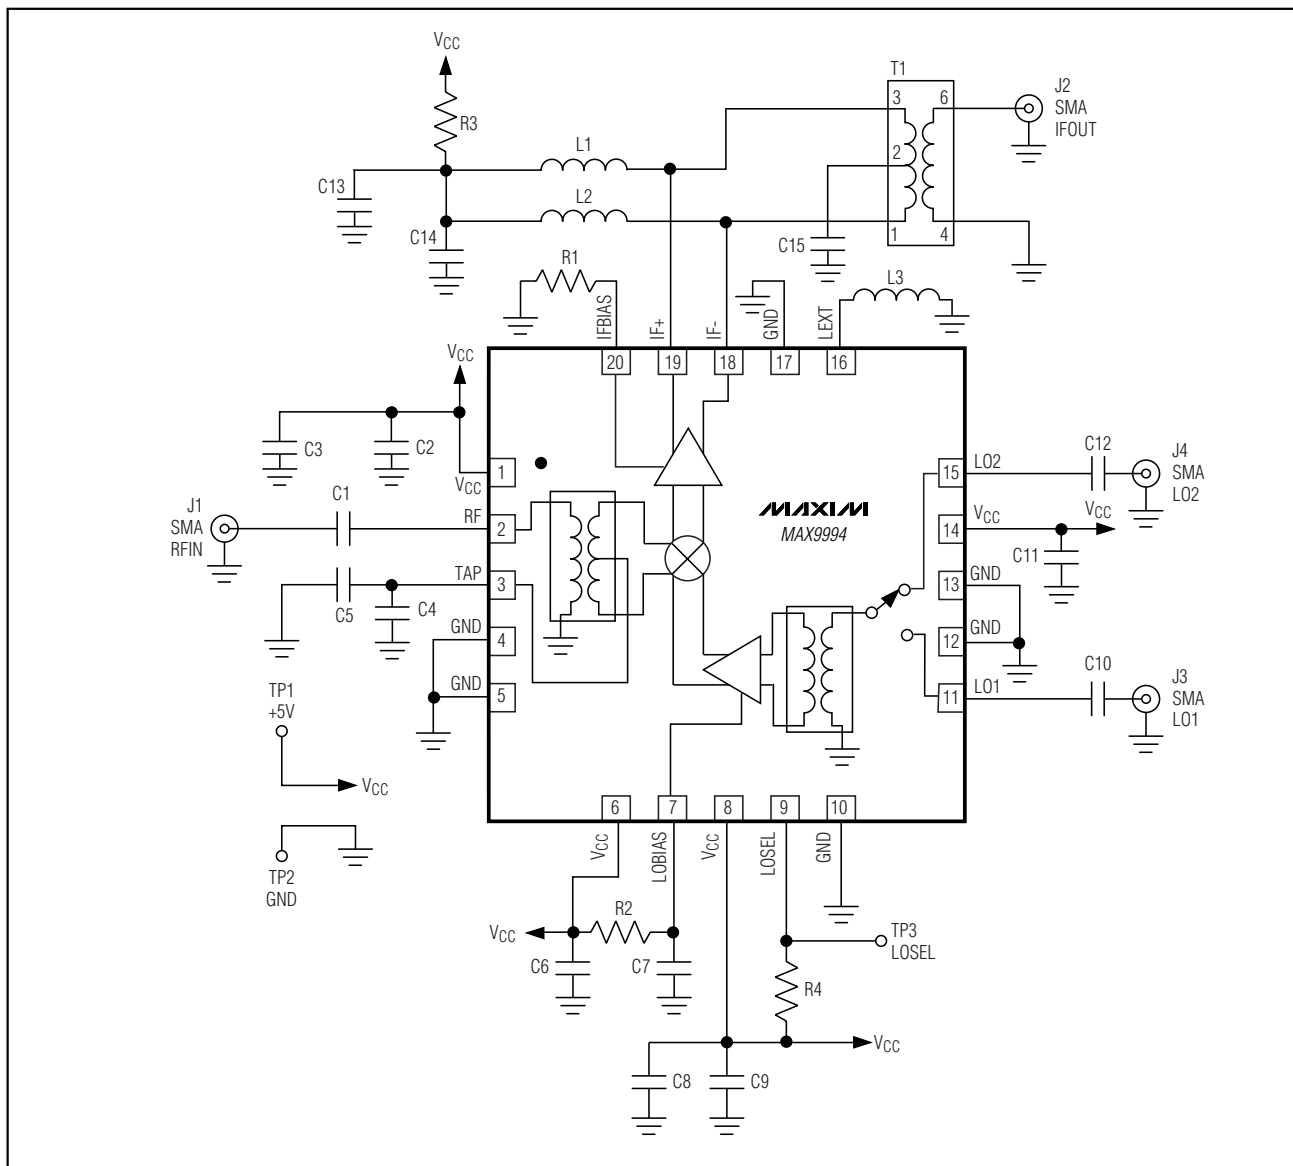 VCC
T1
3
6
J2
SMA
IFOUT
R3
L1
2
C13
L2
C14
C15
1
4
R1
L3
IFBIAS
IF+
IF-
GND
LEXT
20
19
18
17
16
VCC
C3
C2
1
VCC
J1
SMA
RFIN
C1
RF
2
TAP
3
C5
C4
GND
4
GND
5
MAXIM
MAX9994
15
LO2
C12
J4
SMA
LO2
14
VCC
VCC
C11
13
GND
12
GND
11
LO1
C10
J3
SMA
LO1
TP1
+5V
VCC
TP2
GND
6
7
8
9
10
VCC
LOBIAS
VCC
LOSEL
GND
VCC
R2
C6
C7
TP3
LOSEL
R4
VCC
C8
C9